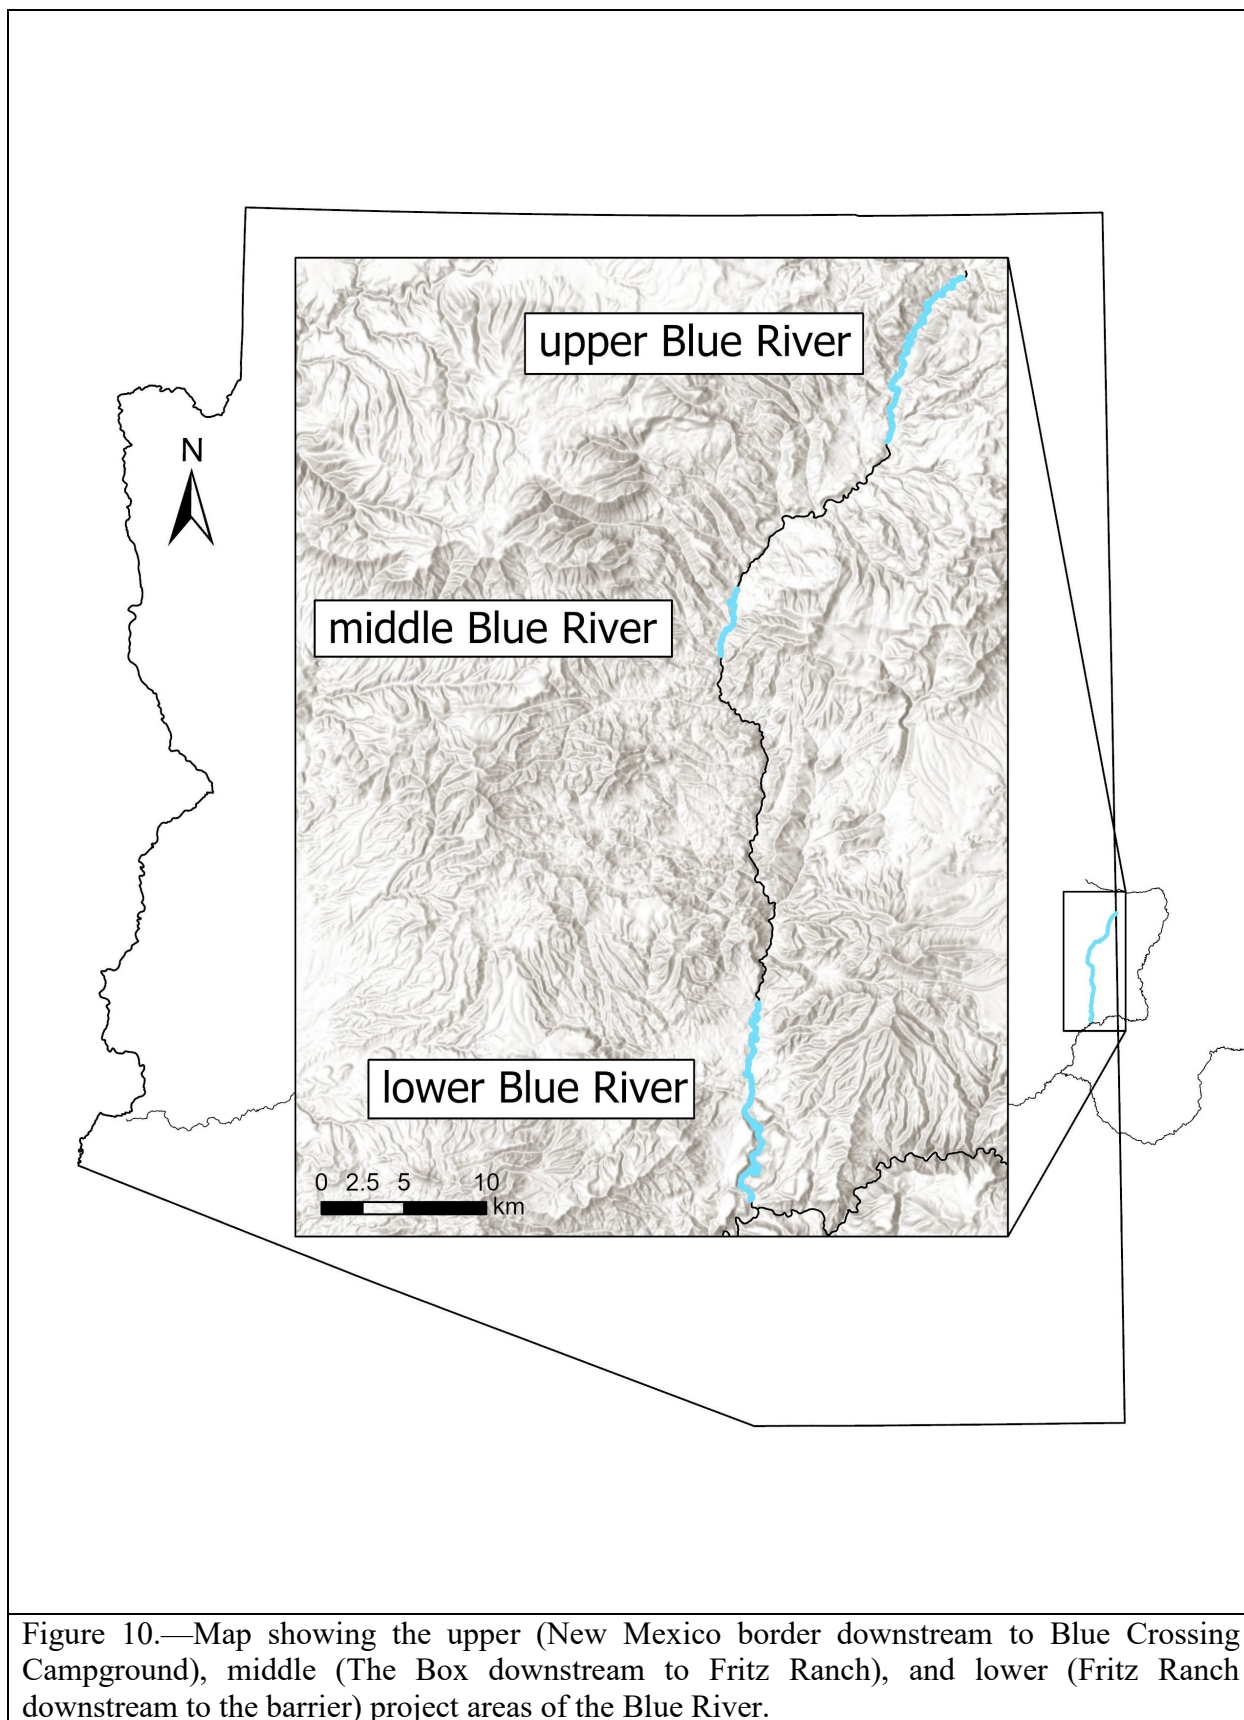 upper Blue River
N
middle Blue River
lower Blue River
0 2.5 5 10
km
Figure 10.—Map showing the upper (New Mexico border downstream to Blue Crossing
Campground), middle (The Box downstream to Fritz Ranch), and lower (Fritz Ranch
downstream to the barrier) project areas of the Blue River.